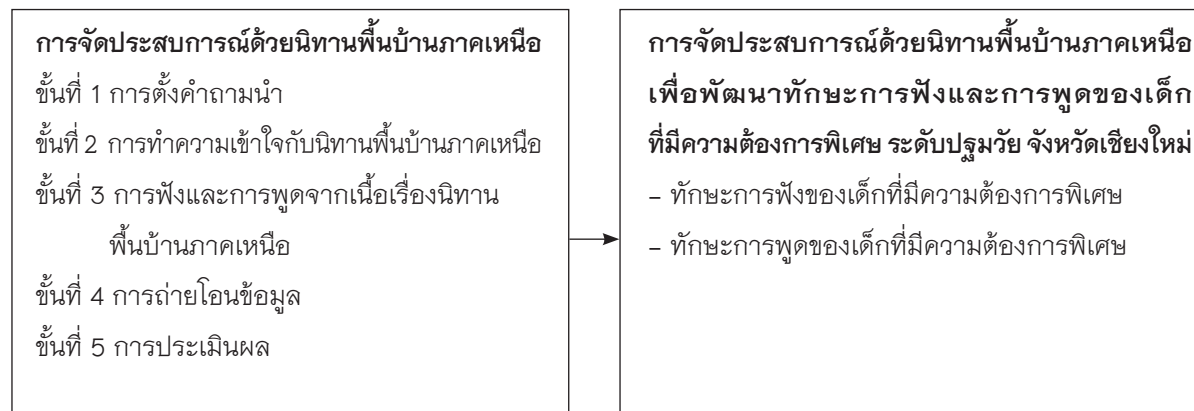 การจัดประสบการณ์ด้วยนิทานพื้นบ้านภาคเหนือ
ขั้นที่ 1 การตั้งคำถามนำ
ขั้นที่ 2 การทำความเข้าใจกับนิทานพื้นบ้านภาคเหนือ
ขั้นที่ 3 การฟังและการพูดจากเนื้อเรื่องนิทาน
พื้นบ้านภาคเหนือ
ขั้นที่ 4 การถ่ายโอนข้อมูล
ขั้นที่ 5 การประเมินผล
การจัดประสบการณ์ด้วยนิทานพื้นบ้านภาคเหนือ
เพื่อพัฒนาทักษะการฟังและการพูดของเด็ก
ที่มีความต้องการพิเศษ ระดับปฐมวัย จังหวัดเชียงใหม่
– ทักษะการฟังของเด็กที่มีความต้องการพิเศษ
– ทักษะการพูดของเด็กที่มีความต้องการพิเศษ